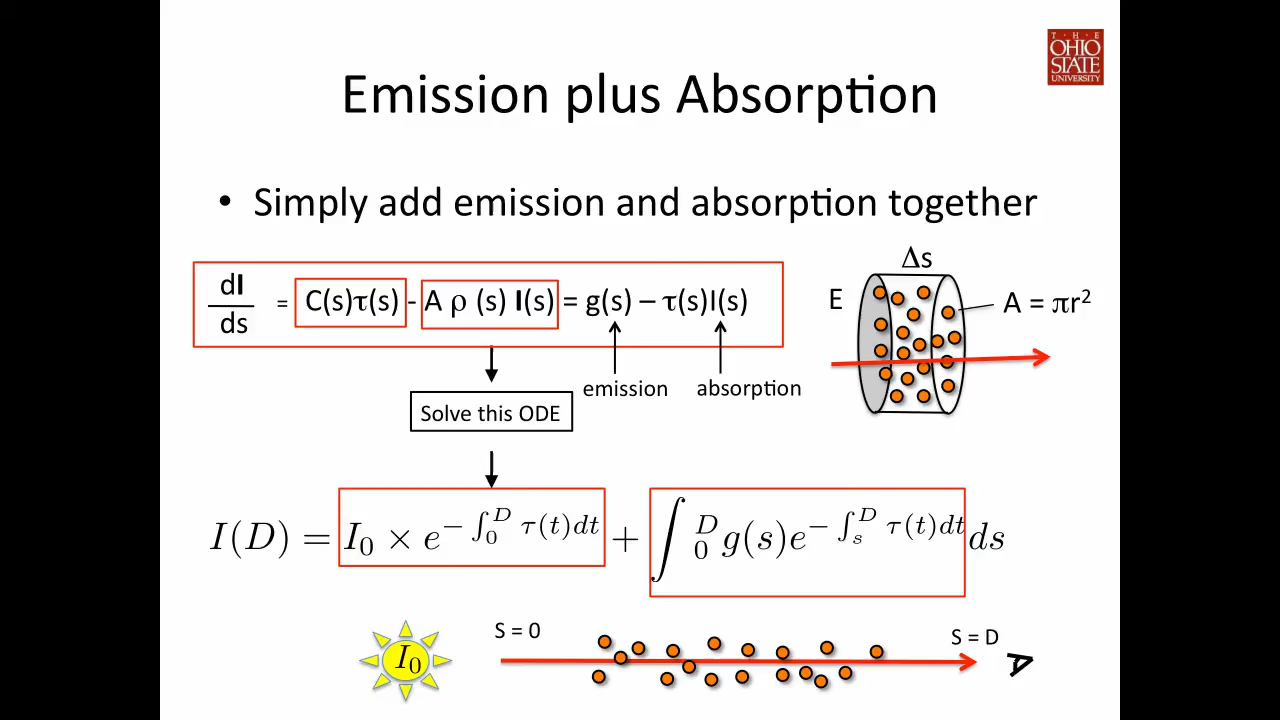 T · H · E
OHIO
STATE
UNIVERSITY
Emission plus Absorption
• Simply add emission and absorption together
dI/ds = C(s)τ(s) - A ρ (s) I(s) = g(s) – τ(s)I(s)
emission
absorption
Solve this ODE
Δs
E
A = πr²
I(D) = I₀ × e^{−∫₀^D τ(t)dt} + ∫₀^D g(s)e^{−∫ₛ^D τ(t)dt} ds
I₀
S = 0
S = D